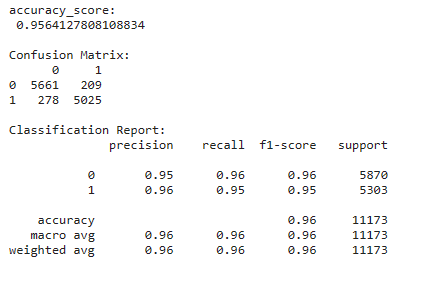 accuracy_score:
0.9564127808108834
Confusion Matrix:
0 1
0 5661 209
1 278 5025
Classification Report:
precision recall f1-score support
0 0.95 0.96 0.96 5870
1 0.96 0.95 0.95 5303
accuracy 0.96 11173
macro avg 0.96 0.96 0.96 11173
weighted avg 0.96 0.96 0.96 11173